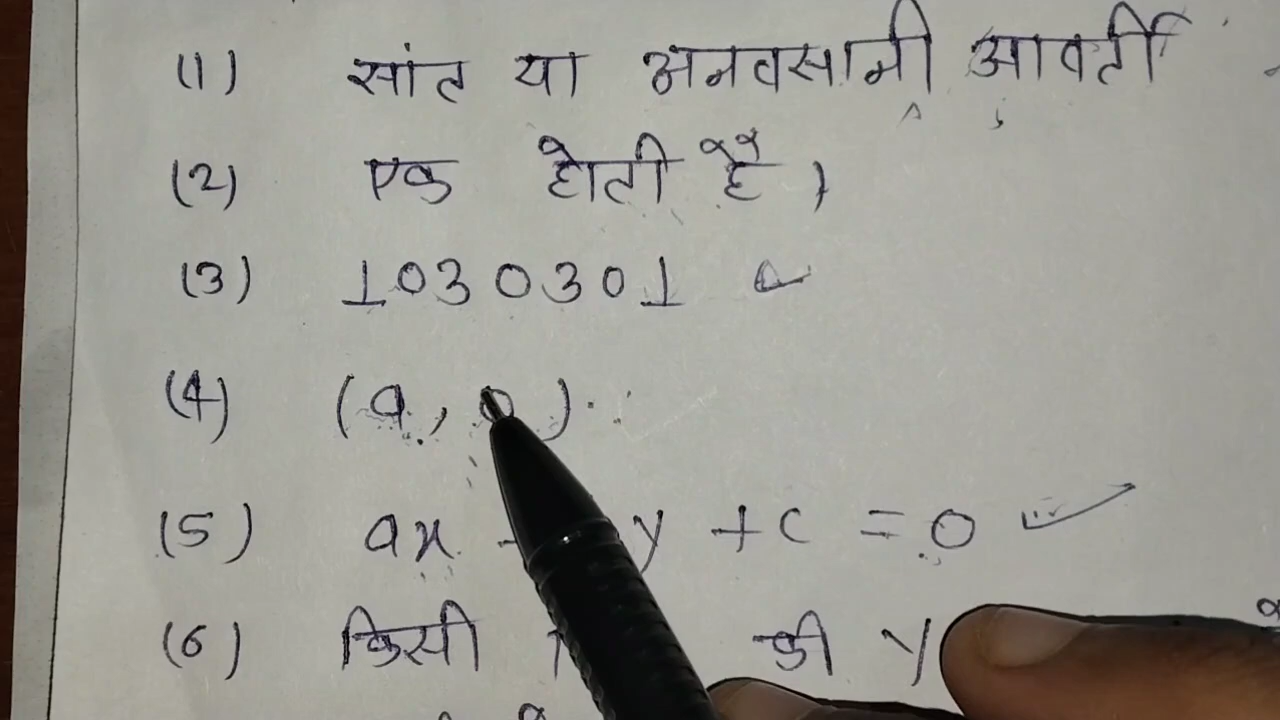 (1) सांत या अनवसानी आवर्ती
(2) एक होती है।
(3) 1030301
(4) (a, 0)
(5) ax y + c = 0
(6) किसी की y